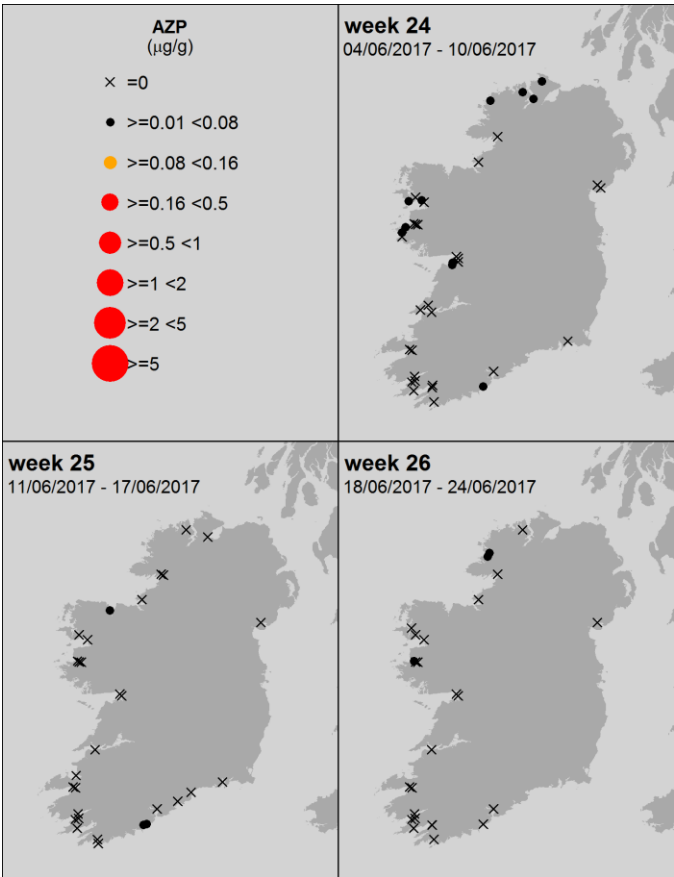 AZP
(µg/g)
=0
>=0.01 <0.08
>=0.08 <0.16
>=0.16 <0.5
>=0.5 <1
>=1 <2
>=2 <5
>=5
week 24
04/06/2017 - 10/06/2017
week 25
11/06/2017 - 17/06/2017
week 26
18/06/2017 - 24/06/2017